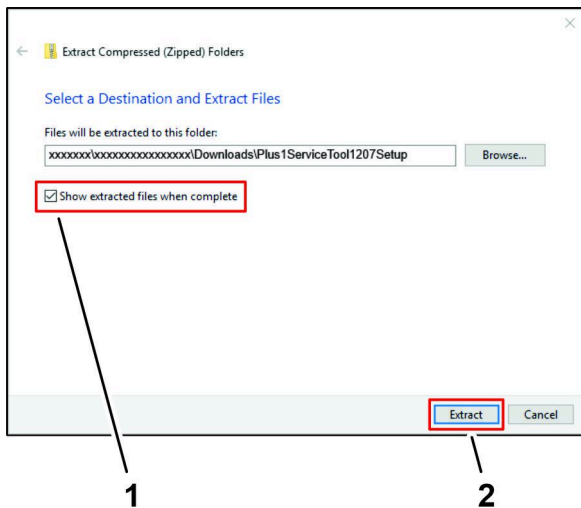 Extract Compressed (Zipped) Folders
Select a Destination and Extract Files
Files will be extracted to this folder:
xxxxxxx\xxxxxxxxxxxxxxxx\Downloads\Plus1ServiceTool1207Setup
Browse...
Show extracted files when complete
Extract
Cancel
1
2